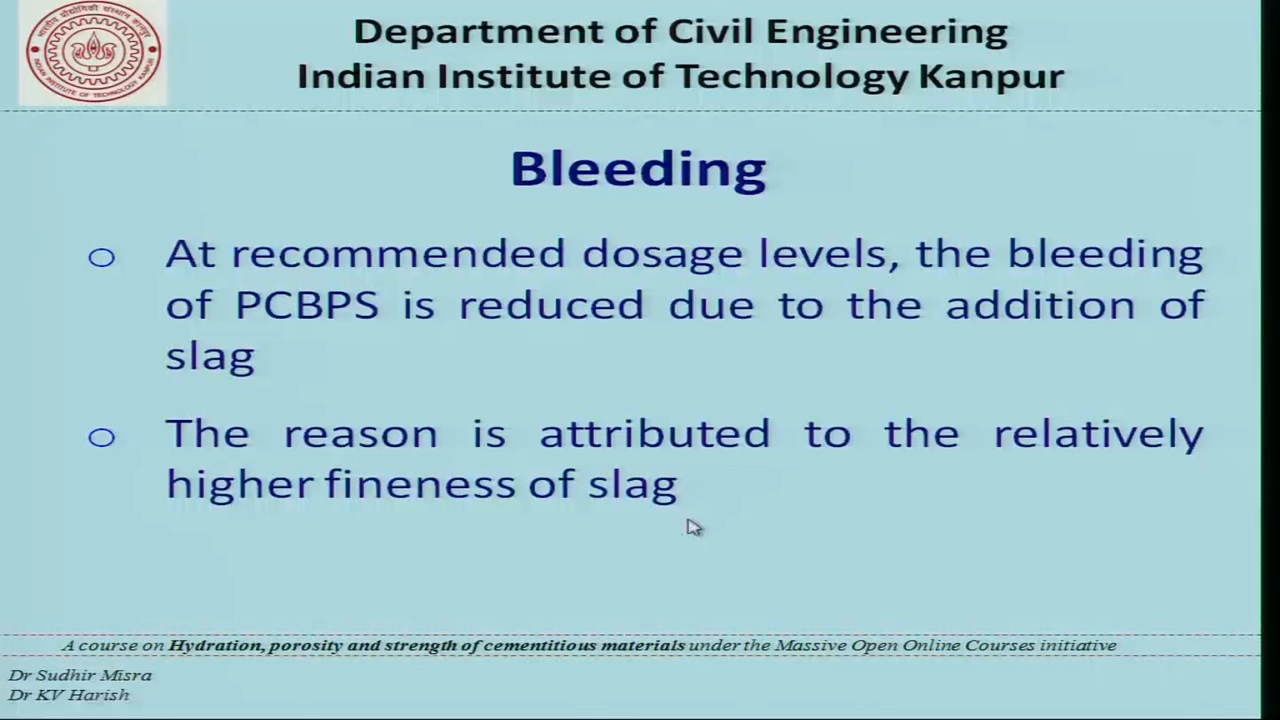 Department of Civil Engineering
Indian Institute of Technology Kanpur
Bleeding
o At recommended dosage levels, the bleeding
of PCBPS is reduced due to the addition of
slag
o The reason is attributed to the relatively
higher fineness of slag
A course on Hydration, porosity and strength of cementitious materials under the Massive Open Online Courses initiative
Dr Sudhir Misra
Dr KV Harish